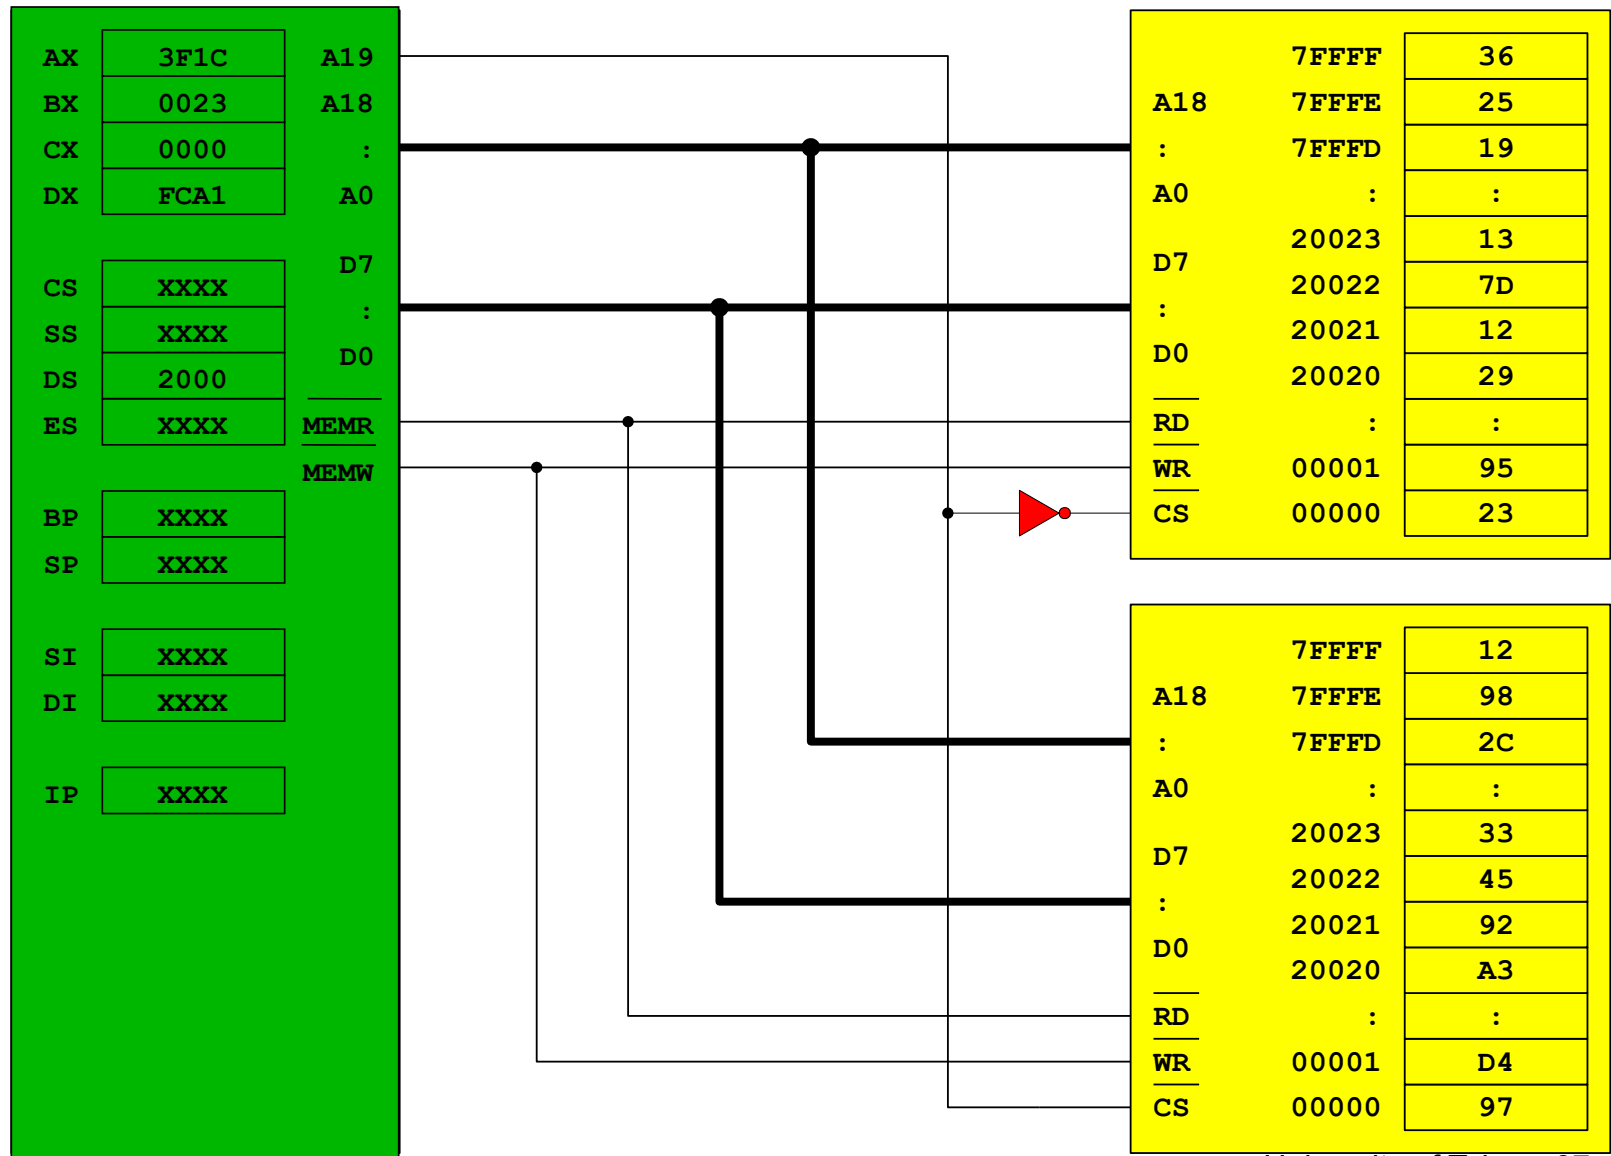 AX 3F1C A19
BX 0023 A18
CX 0000 :
DX FCA1 A0
D7
CS XXXX
:
SS XXXX
D0
DS 2000
ES XXXX MEMR
MEMW
BP XXXX
SP XXXX
SI XXXX
DI XXXX
IP XXXX
7FFFF 36
A18 7FFFE 25
: 7FFFD 19
A0 : :
20023 13
D7
20022 7D
:
20021 12
D0
20020 29
RD : :
WR 00001 95
CS 00000 23
7FFFF 12
A18 7FFFE 98
: 7FFFD 2C
A0 : :
20023 33
D7
20022 45
:
20021 92
D0
20020 A3
RD : :
WR 00001 D4
CS 00000 97